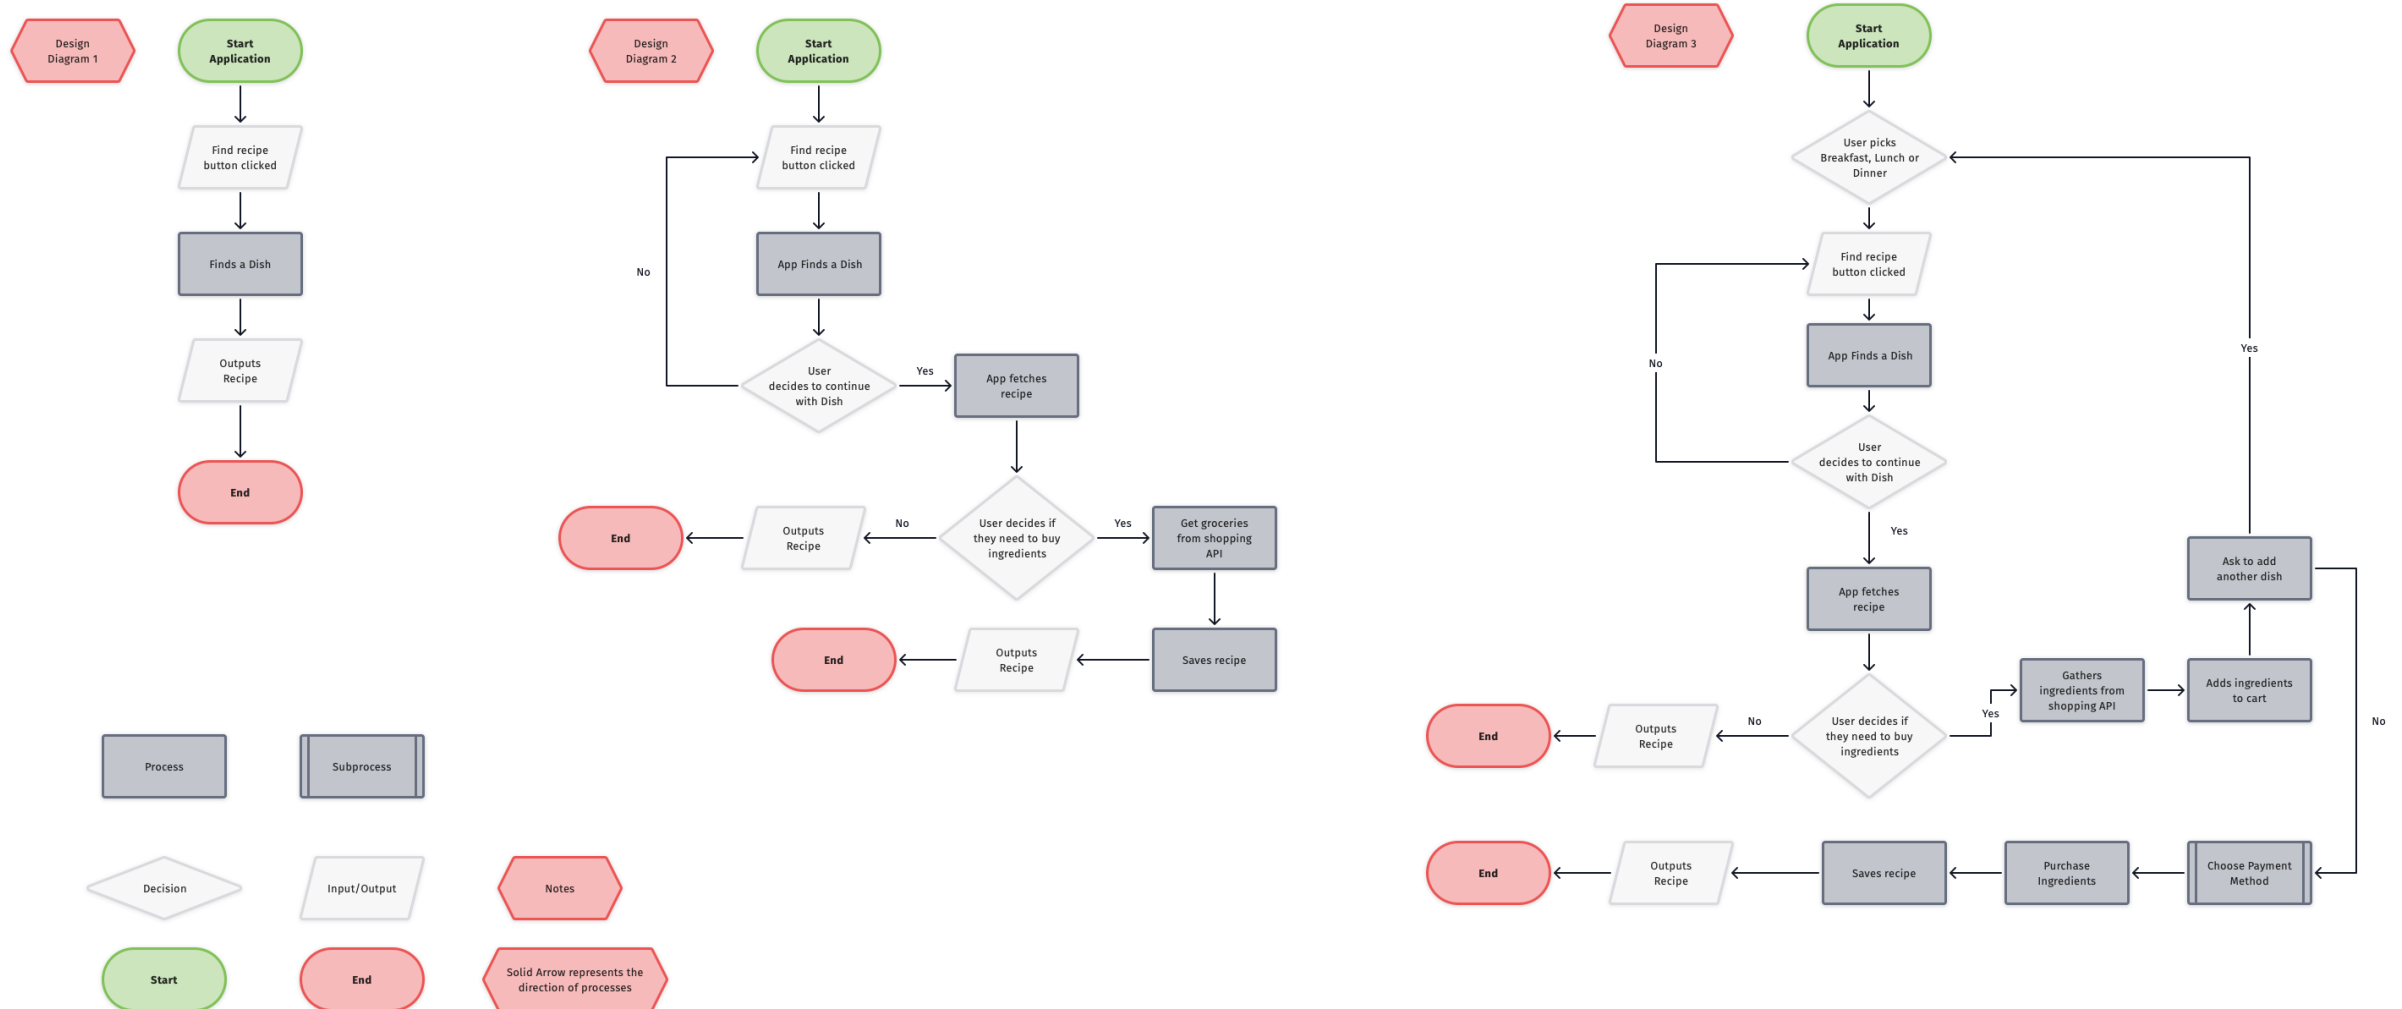 Design
Diagram 1
Start
Application
Find recipe
button clicked
Finds a Dish
Outputs
Recipe
End
Design
Diagram 2
Start
Application
Find recipe
button clicked
App Finds a Dish
No
User
decides to continue
with Dish
Yes
App fetches
recipe
User decides if
they need to buy
ingredients
No
Outputs
Recipe
End
Yes
Get groceries
from shopping
API
Saves recipe
Outputs
Recipe
End
Design
Diagram 3
Start
Application
User picks
Breakfast, Lunch or
Dinner
Find recipe
button clicked
App Finds a Dish
No
User
decides to continue
with Dish
Yes
App fetches
recipe
User decides if
they need to buy
ingredients
No
Outputs
Recipe
End
Yes
Gathers
ingredients from
shopping API
Adds ingredients
to cart
Ask to add
another dish
Yes
No
Choose Payment
Method
Purchase
Ingredients
Saves recipe
Outputs
Recipe
End
Process
Subprocess
Decision
Input/Output
Notes
Start
End
Solid Arrow represents the
direction of processes